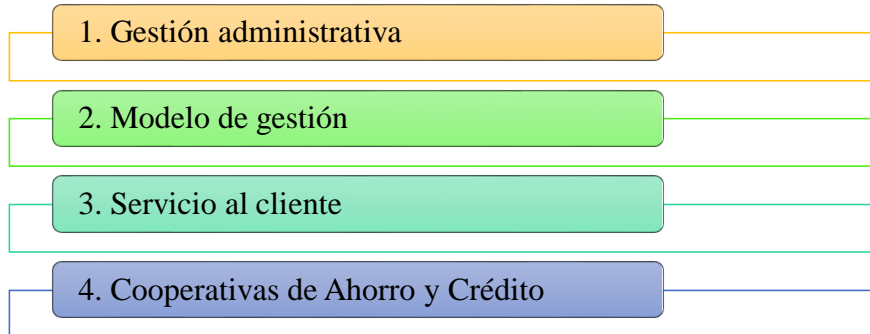 1. Gestión administrativa
2. Modelo de gestión
3. Servicio al cliente
4. Cooperativas de Ahorro y Crédito